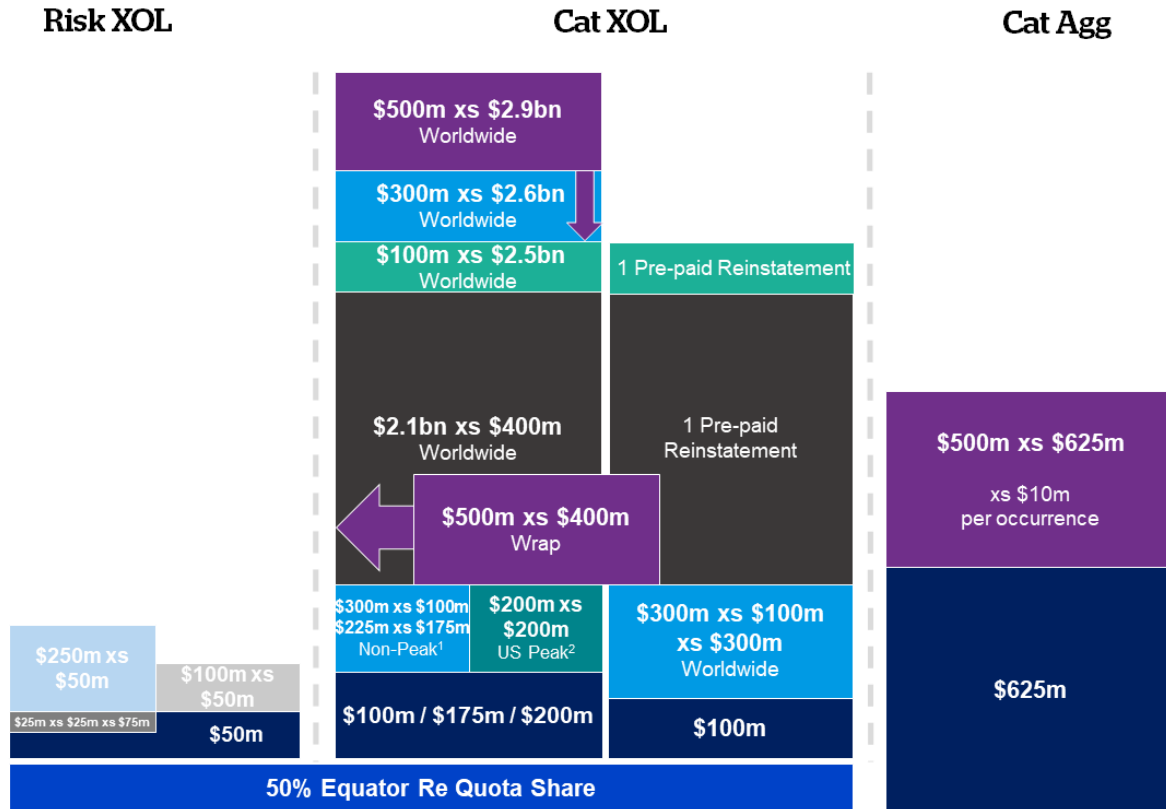 Risk XOL
Cat XOL
Cat Agg
$500m xs $2.9bn
Worldwide
$300m xs $2.6bn
Worldwide
$100m xs $2.5bn
Worldwide
1 Pre-paid Reinstatement
$2.1bn xs $400m
Worldwide
1 Pre-paid
Reinstatement
$500m xs $400m
Wrap
$300m xs $100m
$225m xs $175m
Non-Peak¹
$200m xs
$200m
US Peak²
$300m xs $100m
xs $300m
Worldwide
$100m / $175m / $200m
$100m
$500m xs $625m
xs $10m
per occurrence
$625m
$250m xs
$50m
$100m xs
$50m
$25m xs $25m xs $75m
$50m
50% Equator Re Quota Share